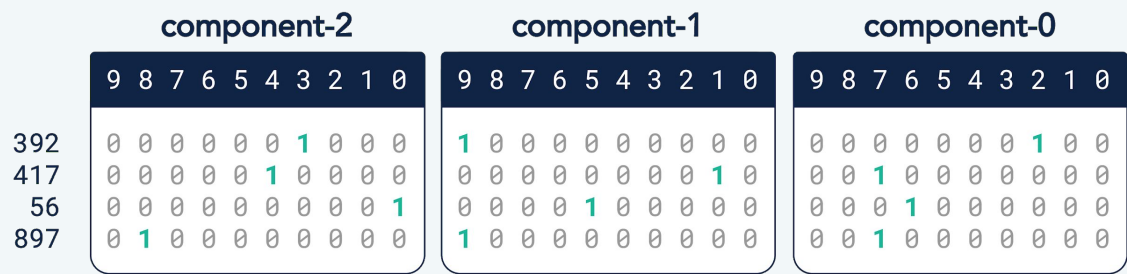 component-2 component-1 component-0
9 8 7 6 5 4 3 2 1 0 9 8 7 6 5 4 3 2 1 0 9 8 7 6 5 4 3 2 1 0
392 0 0 0 0 0 0 1 0 0 0 1 0 0 0 0 0 0 0 0 0 0 0 0 0 0 0 0 1 0 0
417 0 0 0 0 0 1 0 0 0 0 0 0 0 0 0 0 0 0 1 0 0 0 1 0 0 0 0 0 0 0
56 0 0 0 0 0 0 0 0 0 1 0 0 0 0 1 0 0 0 0 0 0 0 0 1 0 0 0 0 0 0
897 0 1 0 0 0 0 0 0 0 0 1 0 0 0 0 0 0 0 0 0 0 0 1 0 0 0 0 0 0 0